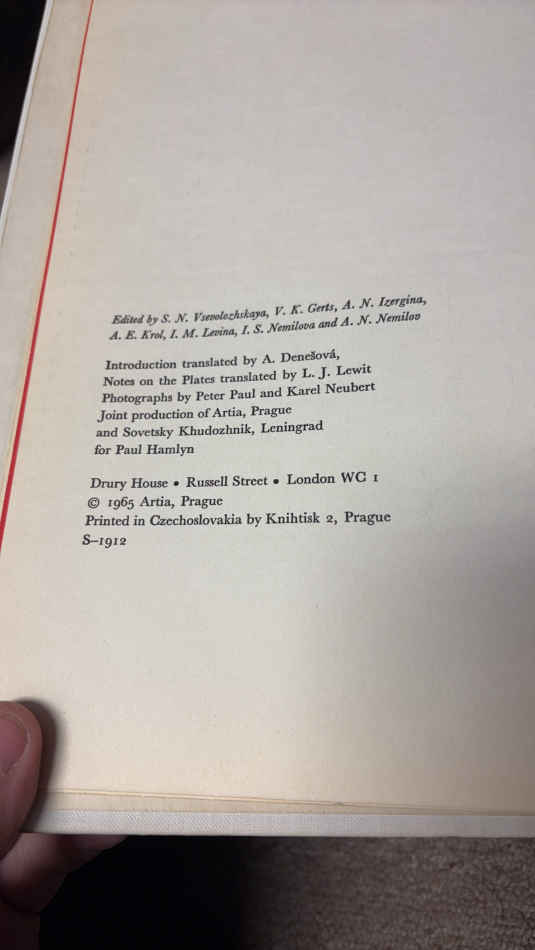 Edited by S. N. Vsevolozhskaya, V. K. Gerts, A. N. Izergina,
A. E. Krol, I. M. Levina, I. S. Nemilova and A. N. Nemilov
Introduction translated by A. Denešová,
Notes on the Plates translated by L. J. Lewit
Photographs by Peter Paul and Karel Neubert
Joint production of Artia, Prague
and Sovetsky Khudozhnik, Leningrad
for Paul Hamlyn
Drury House • Russell Street • London WC 1
© 1965 Artia, Prague
Printed in Czechoslovakia by Knihtisk 2, Prague
S–1912